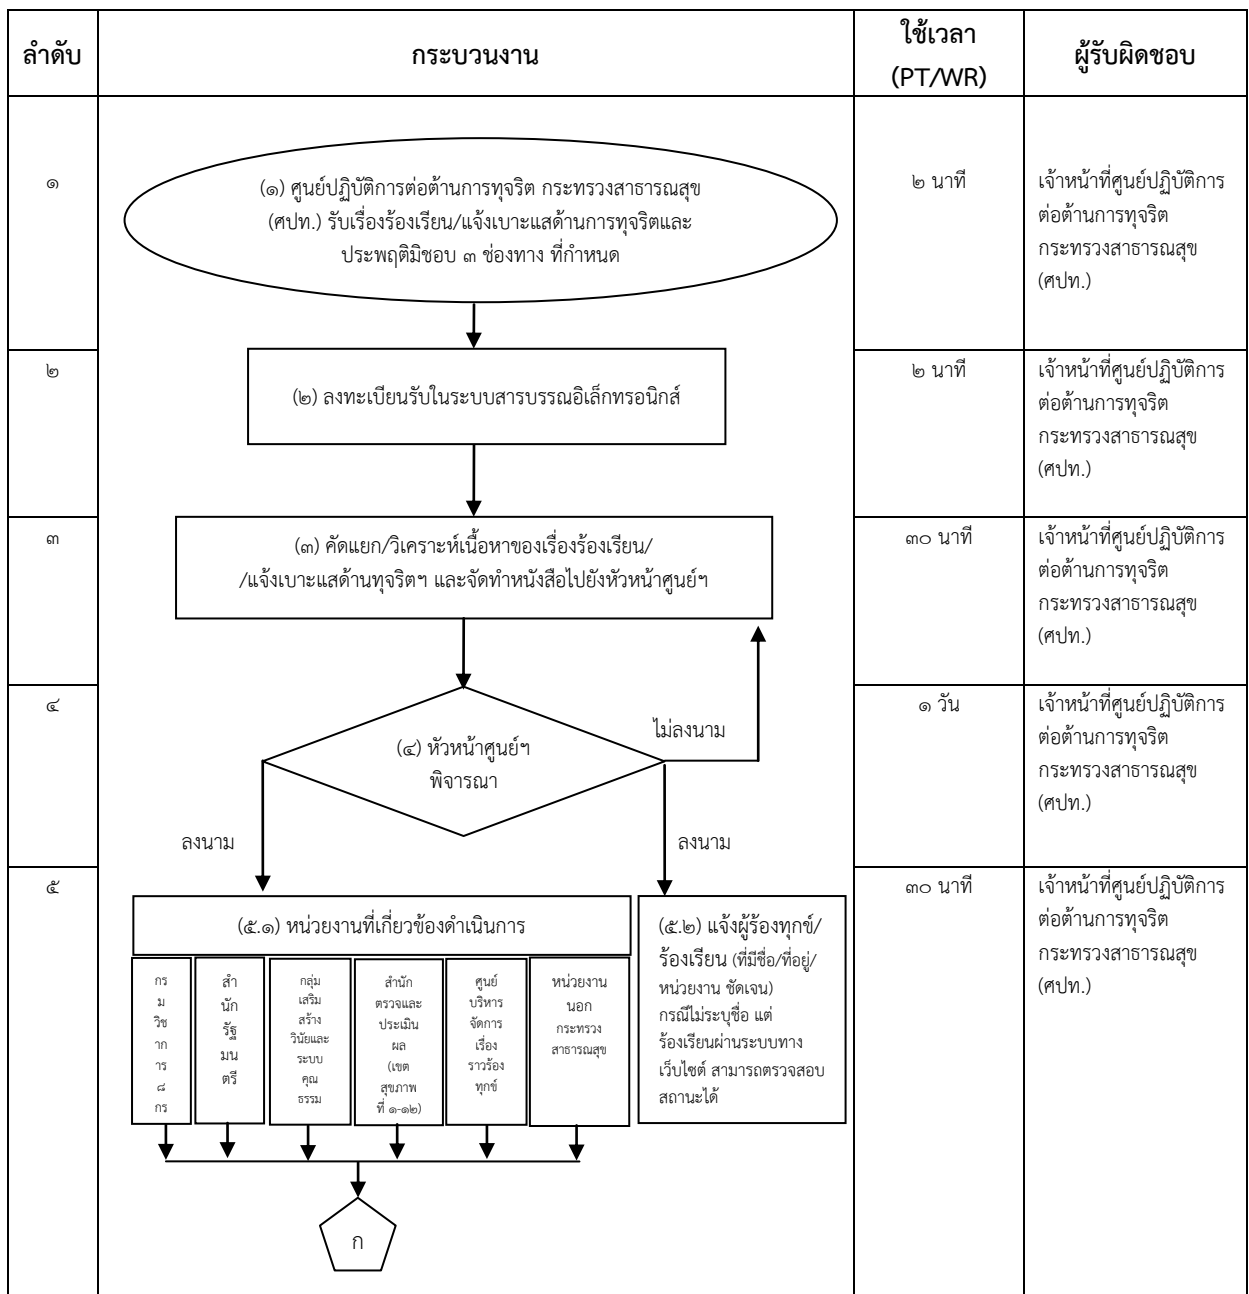 ลำดับ
กระบวนงาน
ใช้เวลา
(PT/WR)
ผู้รับผิดชอบ
๑
(๑) ศูนย์ปฏิบัติการต่อต้านการทุจริต กระทรวงสาธารณสุข
(ศปท.) รับเรื่องร้องเรียน/แจ้งเบาะแสด้านการทุจริตและ
ประพฤติมิชอบ ๓ ช่องทาง ที่กำหนด
๒ นาที
เจ้าหน้าที่ศูนย์ปฏิบัติการ
ต่อต้านการทุจริต
กระทรวงสาธารณสุข
(ศปท.)
๒
(๒) ลงทะเบียนรับในระบบสารบรรณอิเล็กทรอนิกส์
๒ นาที
เจ้าหน้าที่ศูนย์ปฏิบัติการ
ต่อต้านการทุจริต
กระทรวงสาธารณสุข
(ศปท.)
๓
(๓) คัดแยก/วิเคราะห์เนื้อหาของเรื่องร้องเรียน/
/แจ้งเบาะแสด้านทุจริตฯ และจัดทำหนังสือไปยังหัวหน้าศูนย์ฯ
๓๐ นาที
เจ้าหน้าที่ศูนย์ปฏิบัติการ
ต่อต้านการทุจริต
กระทรวงสาธารณสุข
(ศปท.)
๔
(๔) หัวหน้าศูนย์ฯ
พิจารณา
ไม่ลงนาม
ลงนาม
ลงนาม
๑ วัน
เจ้าหน้าที่ศูนย์ปฏิบัติการ
ต่อต้านการทุจริต
กระทรวงสาธารณสุข
(ศปท.)
๕
(๕.๑) หน่วยงานที่เกี่ยวข้องดำเนินการ
กร
ม
วิช
าก
าร
๘
กร
สำ
นัก
รัฐ
มน
ตรี
กลุ่ม
เสริม
สร้าง
วินัยและ
ระบบ
คุณ
ธรรม
สำนัก
ตรวจและ
ประเมิน
ผล
(เขต
สุขภาพ
ที่ ๑-๑๒)
ศูนย์
บริหาร
จัดการ
เรื่อง
ราวร้อง
ทุกข์
หน่วยงาน
นอก
กระทรวง
สาธารณสุข
(๕.๒) แจ้งผู้ร้องทุกข์/
ร้องเรียน (ที่มีชื่อ/ที่อยู่/
หน่วยงาน ชัดเจน)
กรณีไม่ระบุชื่อ แต่
ร้องเรียนผ่านระบบทาง
เว็บไซต์ สามารถตรวจสอบ
สถานะได้
๓๐ นาที
เจ้าหน้าที่ศูนย์ปฏิบัติการ
ต่อต้านการทุจริต
กระทรวงสาธารณสุข
(ศปท.)
ก